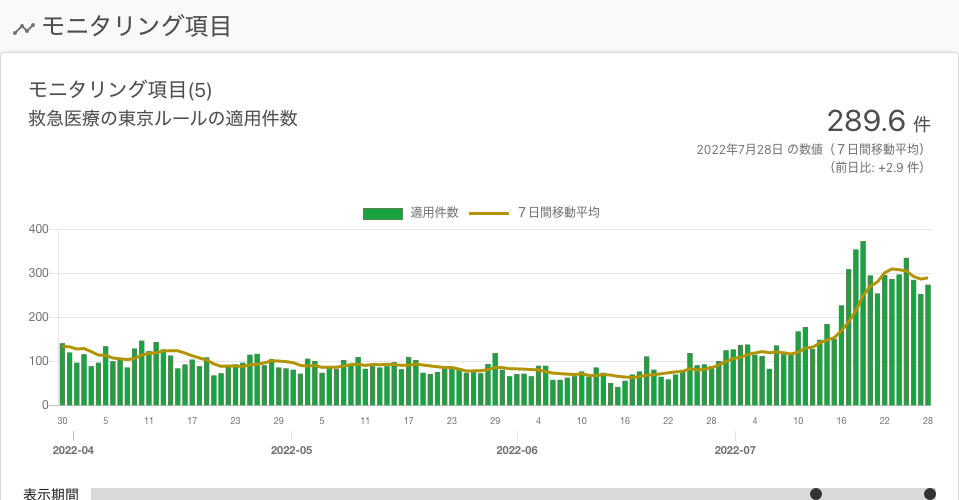 モニタリング項目
モニタリング項目(5)
救急医療の東京ルールの適用件数
289.6 件
2022年7月28日 の数値（７日間移動平均）
（前日比: +2.9 件）
適用件数 ７日間移動平均
400
300
200
100
0
30 5 11 17 23 29 5 11 17 23 29 4 10 16 22 28 4 10 16 22 28
2022-04 2022-05 2022-06 2022-07
表示期間